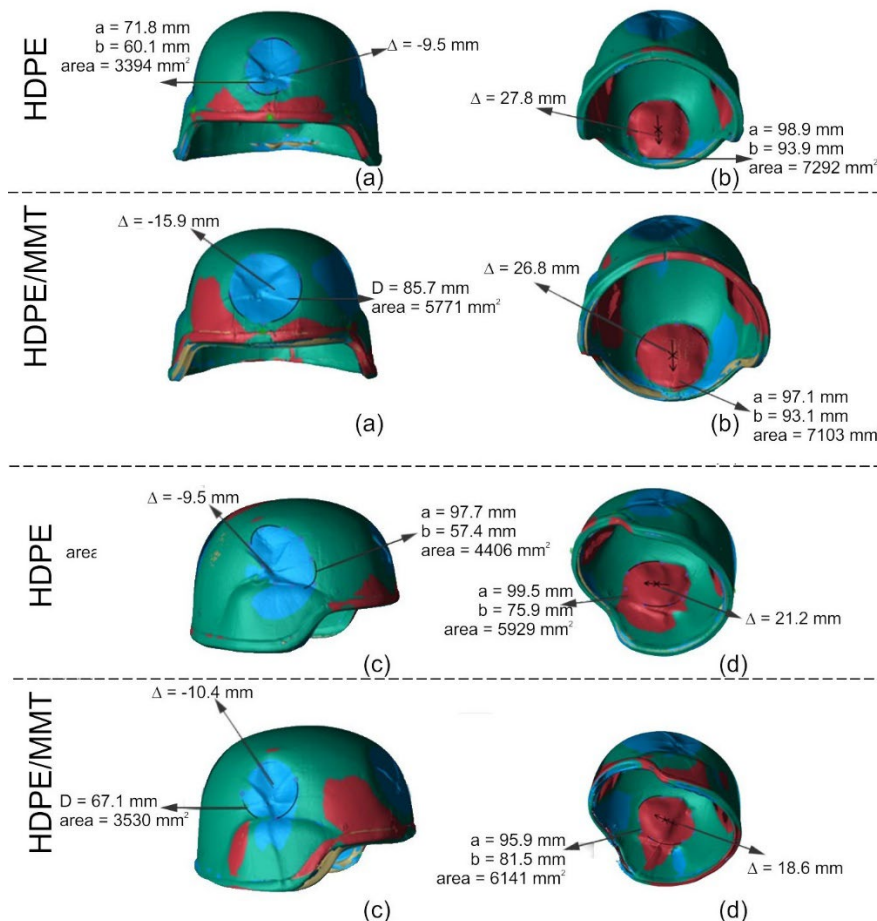 HDPE
a = 71.8 mm
b = 60.1 mm
area = 3394 mm²
Δ = -9.5 mm
(a)
Δ = 27.8 mm
a = 98.9 mm
b = 93.9 mm
area = 7292 mm²
(b)
HDPE/MMT
Δ = -15.9 mm
D = 85.7 mm
area = 5771 mm²
(a)
Δ = 26.8 mm
a = 97.1 mm
b = 93.1 mm
area = 7103 mm²
(b)
HDPE
area
Δ = -9.5 mm
a = 97.7 mm
b = 57.4 mm
area = 4406 mm²
(c)
a = 99.5 mm
b = 75.9 mm
area = 5929 mm²
Δ = 21.2 mm
(d)
HDPE/MMT
Δ = -10.4 mm
D = 67.1 mm
area = 3530 mm²
(c)
a = 95.9 mm
b = 81.5 mm
area = 6141 mm²
Δ = 18.6 mm
(d)